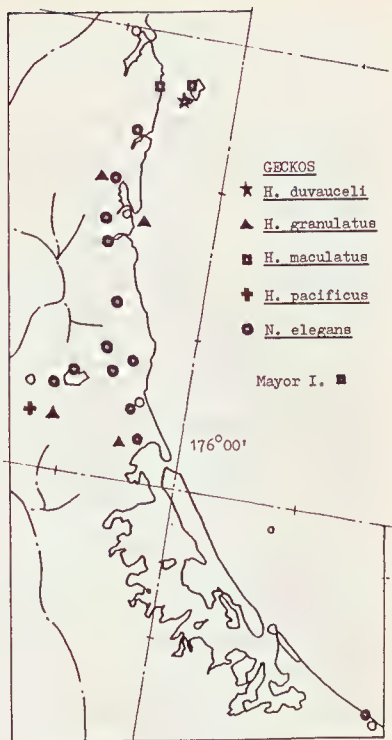 GECKOS
H. duvauceli
H. granulatus
H. maculatus
H. pacificus
N. elegans
Mayor I.
176°00'